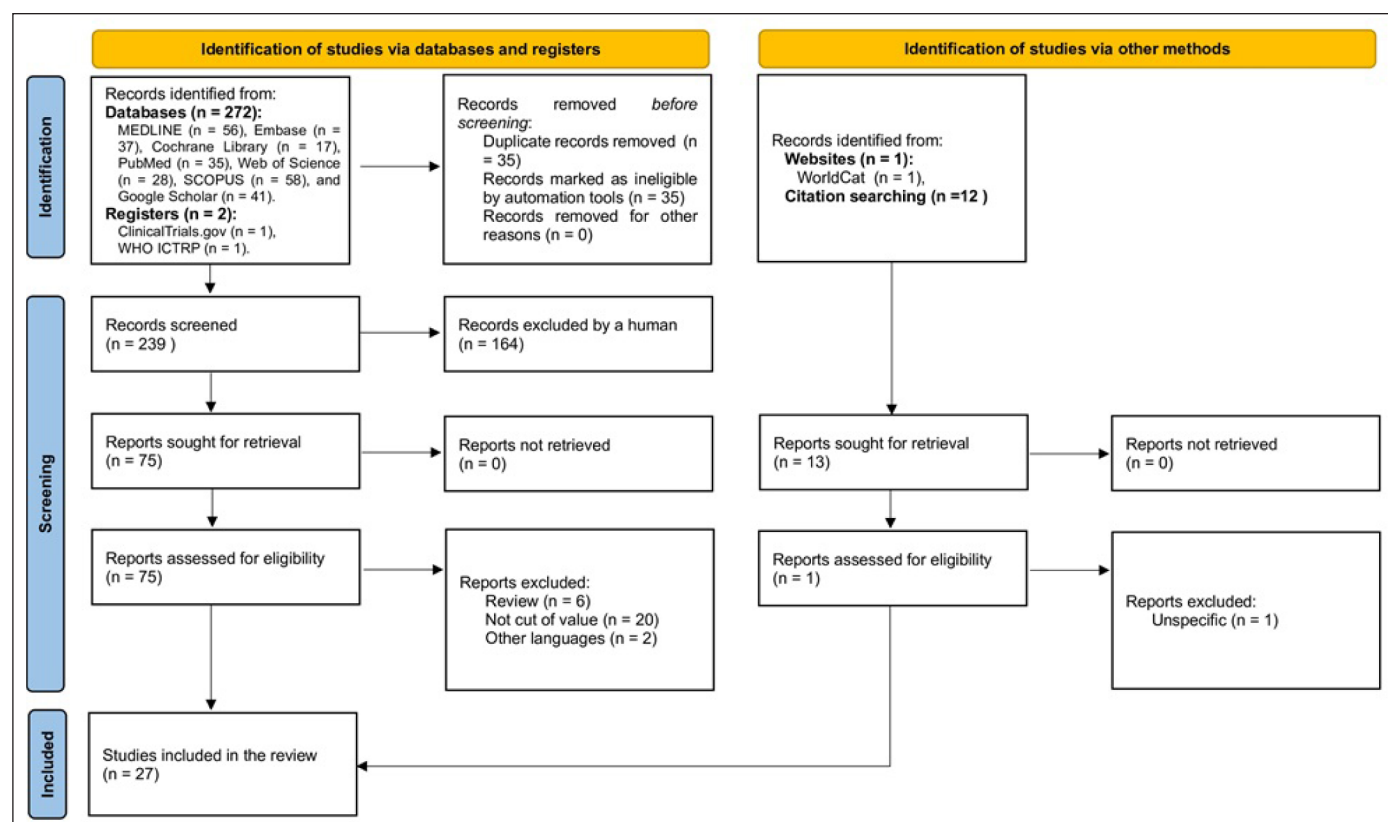 Identification of studies via databases and registers
Identification of studies via other methods
Identification
Records identified from:
Databases (n = 272):
MEDLINE (n = 56), Embase (n =
37), Cochrane Library (n = 17),
PubMed (n = 35), Web of Science
(n = 28), SCOPUS (n = 58), and
Google Scholar (n = 41).
Registers (n = 2):
ClinicalTrials.gov (n = 1),
WHO ICTRP (n = 1).
Records removed before
screening:
Duplicate records removed (n
= 35)
Records marked as ineligible
by automation tools (n = 35)
Records removed for other
reasons (n = 0)
Records identified from:
Websites (n = 1):
WorldCat (n = 1),
Citation searching (n =12 )
Screening
Records screened
(n = 239 )
Records excluded by a human
(n = 164)
Reports sought for retrieval
(n = 75)
Reports not retrieved
(n = 0)
Reports sought for retrieval
(n = 13)
Reports not retrieved
(n = 0)
Reports assessed for eligibility
(n = 75)
Reports excluded:
Review (n = 6)
Not cut of value (n = 20)
Other languages (n = 2)
Reports assessed for eligibility
(n = 1)
Reports excluded:
Unspecific (n = 1)
Included
Studies included in the review
(n = 27)